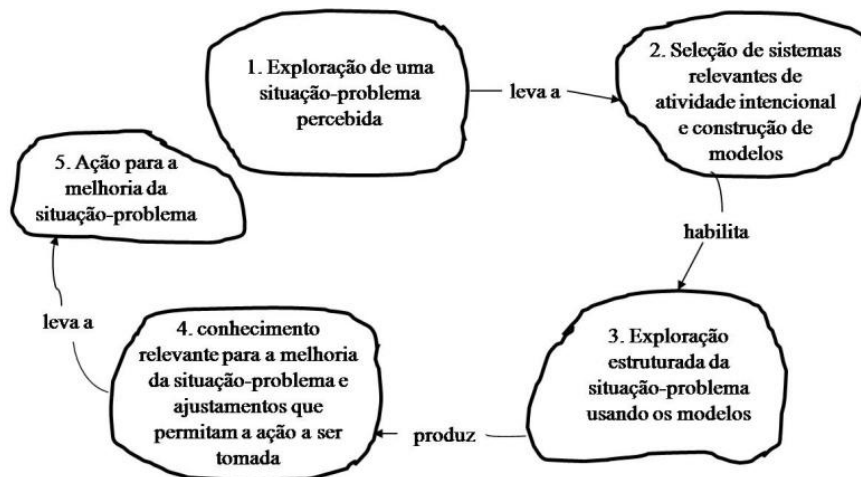 1. Exploração de uma
situação-problema
percebida
leva a
2. Seleção de sistemas
relevantes de
atividade intencional
e construção de
modelos
habilita
3. Exploração
estruturada da
situação-problema
usando os modelos
produz
4. conhecimento
relevante para a melhoria
da situação-problema e
ajustamentos que
permitam a ação a ser
tomada
leva a
5. Ação para a
melhoria da
situação-problema